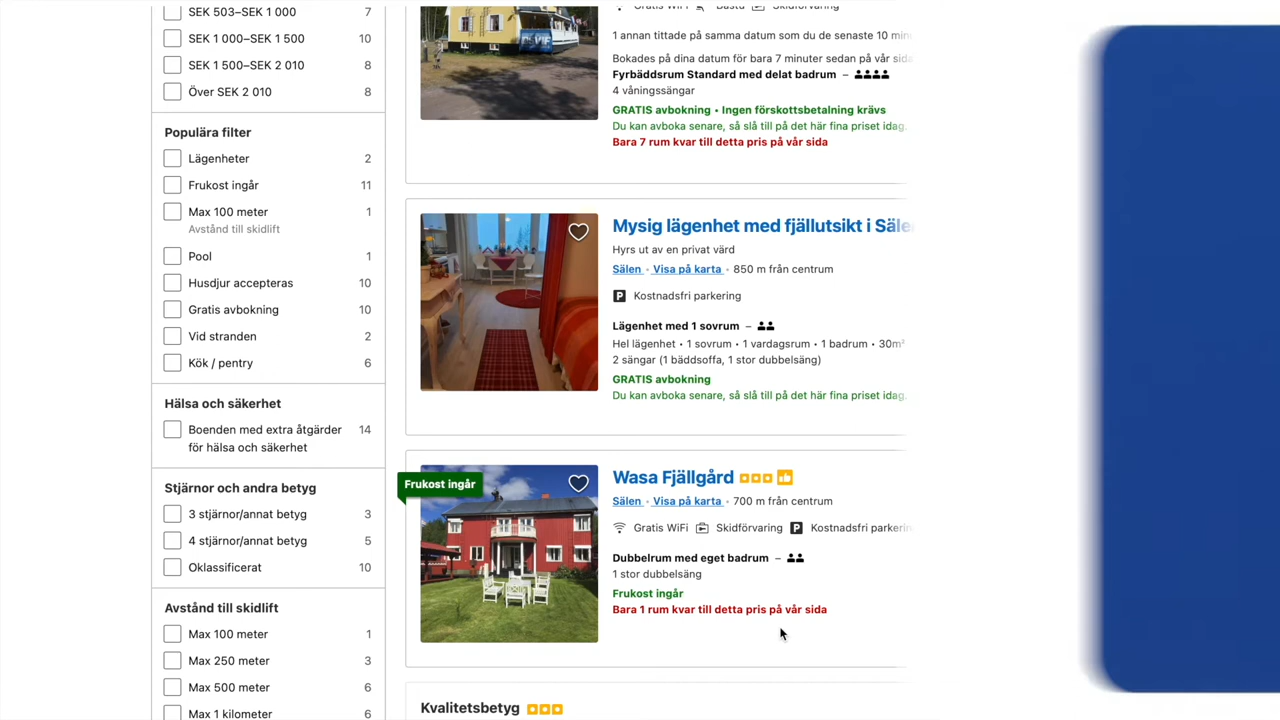 SEK 503–SEK 1 000 7
SEK 1 000–SEK 1 500 10
SEK 1 500–SEK 2 010 8
Över SEK 2 010 8
Populära filter
Lägenheter 2
Frukost ingår 11
Max 100 meter 1
Avstånd till skidlift
Pool 1
Husdjur accepteras 10
Gratis avbokning 10
Vid stranden 2
Kök / pentry 6
Hälsa och säkerhet
Boenden med extra åtgärder 14
för hälsa och säkerhet
Stjärnor och andra betyg
3 stjärnor/annat betyg 3
4 stjärnor/annat betyg 5
Oklassificerat 10
Avstånd till skidlift
Max 100 meter 1
Max 250 meter 3
Max 500 meter 6
Max 1 kilometer 6
Gratis WiFi Bastu Skidförvaring
1 annan tittade på samma datum som du de senaste 10 min
Bokades på dina datum för bara 7 minuter sedan på vår sida
Fyrbäddsrum Standard med delat badrum –
4 våningssängar
GRATIS avbokning • Ingen förskottsbetalning krävs
Du kan avboka senare, så slå till på det här fina priset idag.
Bara 7 rum kvar till detta pris på vår sida
Mysig lägenhet med fjällutsikt i Sälen
Hyrs ut av en privat värd
Sälen • Visa på karta • 850 m från centrum
P Kostnadsfri parkering
Lägenhet med 1 sovrum –
Hel lägenhet • 1 sovrum • 1 vardagsrum • 1 badrum • 30m²
2 sängar (1 bäddsoffa, 1 stor dubbelsäng)
GRATIS avbokning
Du kan avboka senare, så slå till på det här fina priset idag.
Frukost ingår
Wasa Fjällgård
Sälen • Visa på karta • 700 m från centrum
Gratis WiFi Skidförvaring P Kostnadsfri parkerin
Dubbelrum med eget badrum –
1 stor dubbelsäng
Frukost ingår
Bara 1 rum kvar till detta pris på vår sida
Kvalitetsbetyg